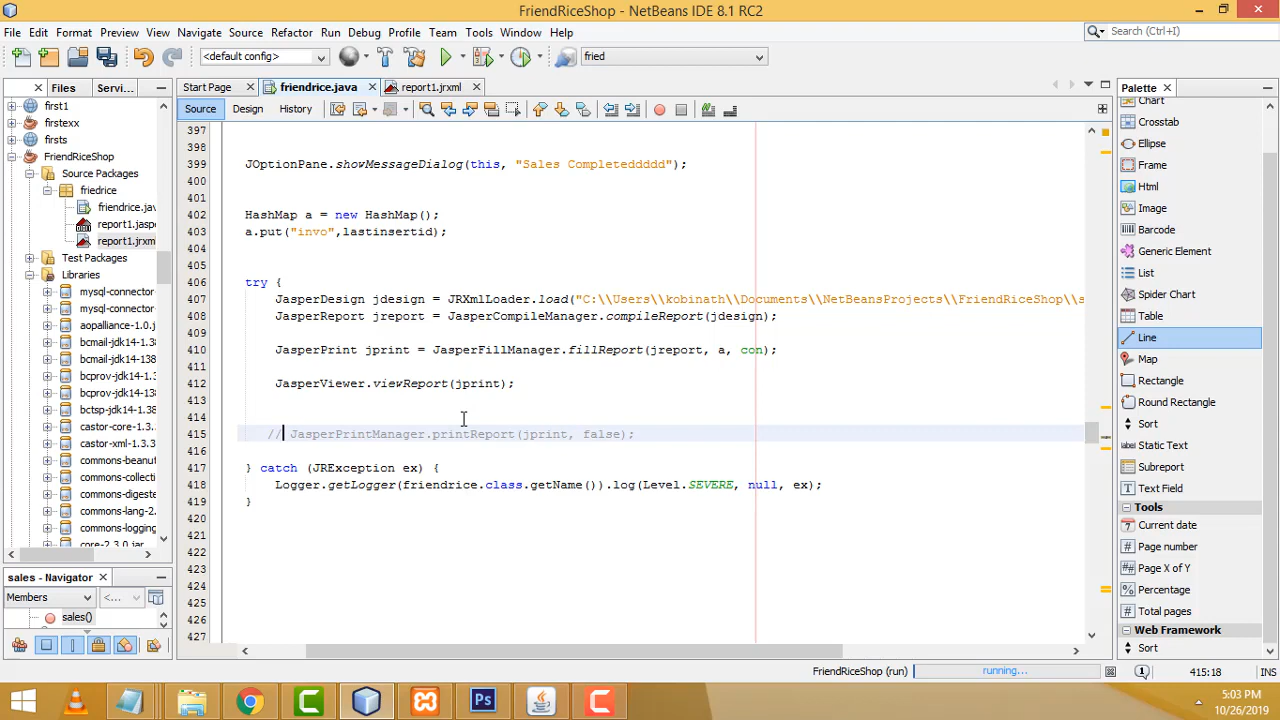 FriendRiceShop - NetBeans IDE 8.1 RC2
File Edit Format Preview View Navigate Source Refactor Run Debug Profile Team Tools Window Help
Search (Ctrl+I)
<default config>
fried
Files Servi...
Start Page friendrice.java report1.jrxml
Palette
Source Design History
first1
firstexx
firsts
FriendRiceShop
Source Packages
friedrice
friendrice.jav
report1.jaspe
report1.jrxml
Test Packages
Libraries
mysql-connector-
mysql-connector-
aopalliance-1.0.j
bcmail-jdk14-1.3
bcmail-jdk14-138
bcprov-jdk14-1.3
bcprov-jdk14-138
bctsp-jdk14-1.38
castor-core-1.3.
castor-xml-1.3.3
commons-beanut
commons-collecti
commons-digeste
commons-lang-2.
commons-logging
core-2.3.0.jar
sales - Navigator
Members
<...
sales()
397
398
399 JOptionPane.showMessageDialog(this, "Sales Completeddddd");
400
401
402 HashMap a = new HashMap();
403 a.put("invo",lastinsertid);
404
405
406 try {
407 JasperDesign jdesign = JRXmlLoader.load("C:\\Users\\kobinath\\Documents\\NetBeansProjects\\FriendRiceShop\\s
408 JasperReport jreport = JasperCompileManager.compileReport(jdesign);
409
410 JasperPrint jprint = JasperFillManager.fillReport(jreport, a, con);
411
412 JasperViewer.viewReport(jprint);
413
414
415 // JasperPrintManager.printReport(jprint, false);
416
417 } catch (JRException ex) {
418 Logger.getLogger(friendrice.class.getName()).log(Level.SEVERE, null, ex);
419 }
420
421
422
423
424
425
426
427
Chart
Crosstab
Ellipse
Frame
Html
Image
Barcode
Generic Element
List
Spider Chart
Table
Line
Map
Rectangle
Round Rectangle
Sort
Static Text
Subreport
Text Field
Tools
Current date
Page number
Page X of Y
Percentage
Total pages
Web Framework
Sort
FriendRiceShop (run) running... 1 415:18 INS
Ps
5:03 PM
10/26/2019